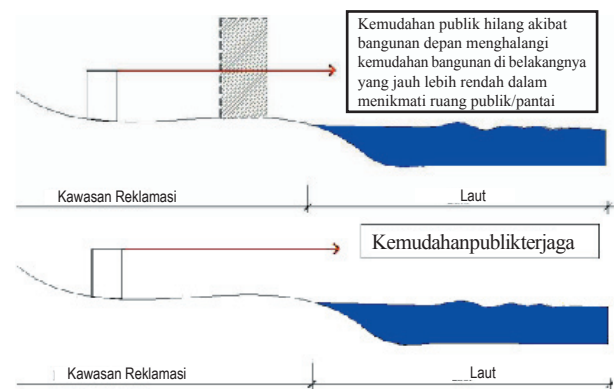 Kemudahan publik hilang akibat
bangunan depan menghalangi
kemudahan bangunan di belakangnya
yang jauh lebih rendah dalam
menikmati ruang publik/pantai
Kawasan Reklamasi
Laut
Kemudahanpublikterjaga
Kawasan Reklamasi
Laut